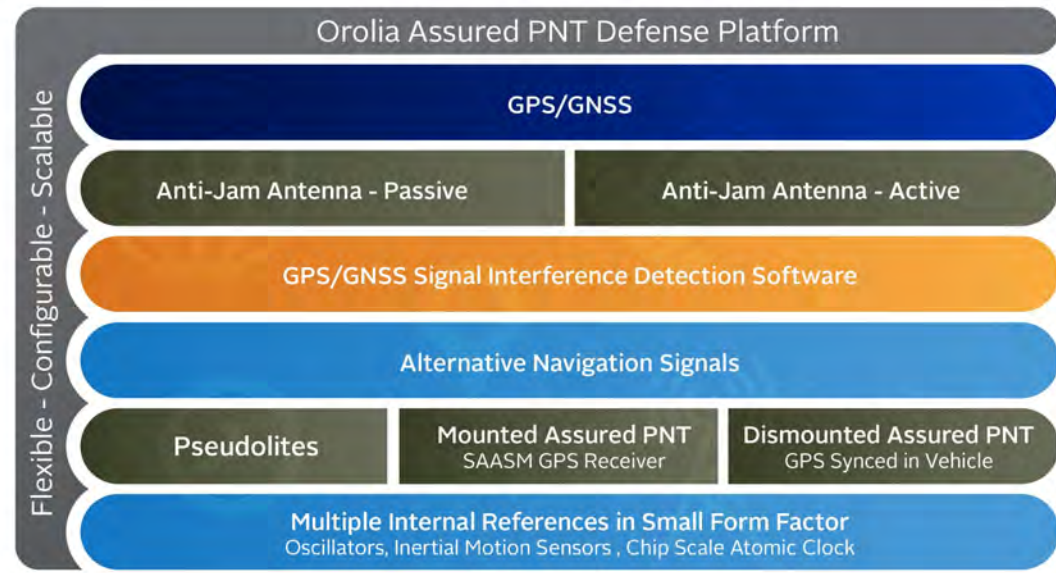 Orolia Assured PNT Defense Platform
Flexible - Configurable - Scalable
GPS/GNSS
Anti-Jam Antenna - Passive
Anti-Jam Antenna - Active
GPS/GNSS Signal Interference Detection Software
Alternative Navigation Signals
Pseudolites
Mounted Assured PNT
SAASM GPS Receiver
Dismounted Assured PNT
GPS Synced in Vehicle
Multiple Internal References in Small Form Factor
Oscillators, Inertial Motion Sensors , Chip Scale Atomic Clock